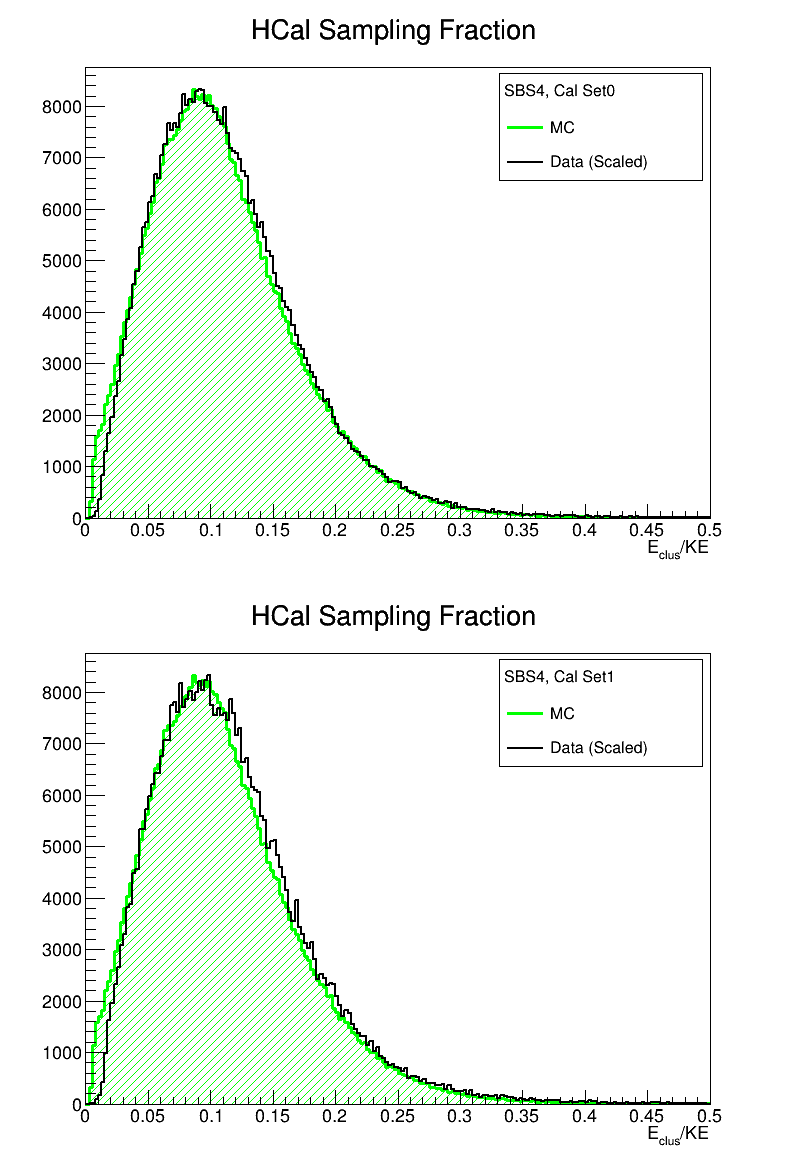 HCal Sampling Fraction
SBS4, Cal Set0
MC
Data (Scaled)
8000
7000
6000
5000
4000
3000
2000
1000
0
0 0.05 0.1 0.15 0.2 0.25 0.3 0.35 0.4 0.45 0.5
E_clus/KE
HCal Sampling Fraction
SBS4, Cal Set1
MC
Data (Scaled)
8000
7000
6000
5000
4000
3000
2000
1000
0
0 0.05 0.1 0.15 0.2 0.25 0.3 0.35 0.4 0.45 0.5
E_clus/KE